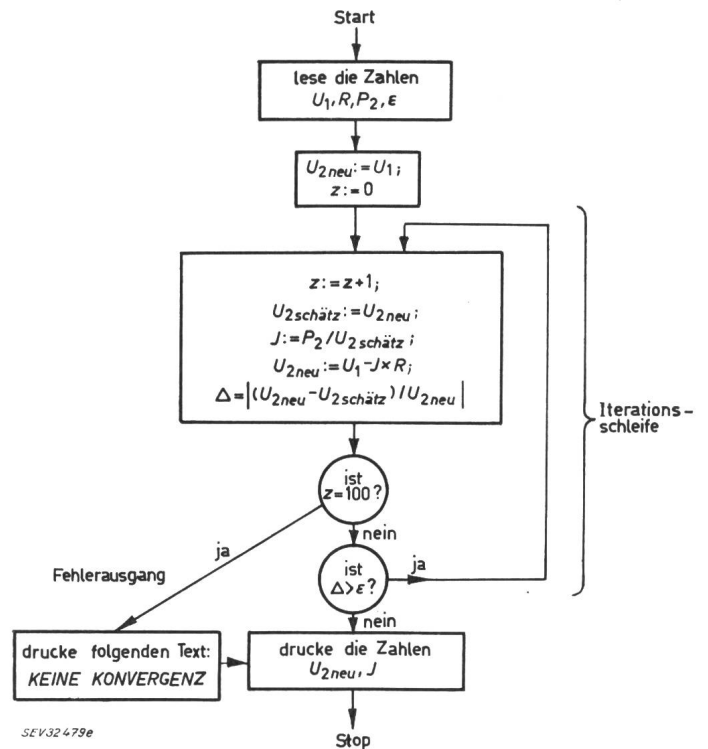 Start
lese die Zahlen
U₁, R, P₂, ε
U₂neu := U₁;
z := 0
z := z+1;
U₂schätz := U₂neu;
J := P₂/U₂schätz;
U₂neu := U₁ - J × R;
Δ = |(U₂neu - U₂schätz)/U₂neu|
Iterations-
schleife
ist
z=100?
ja
nein
Fehlerausgang
ist
Δ>ε?
ja
nein
drucke folgenden Text:
KEINE KONVERGENZ
drucke die Zahlen
U₂neu, J
SEV32479e
Stop